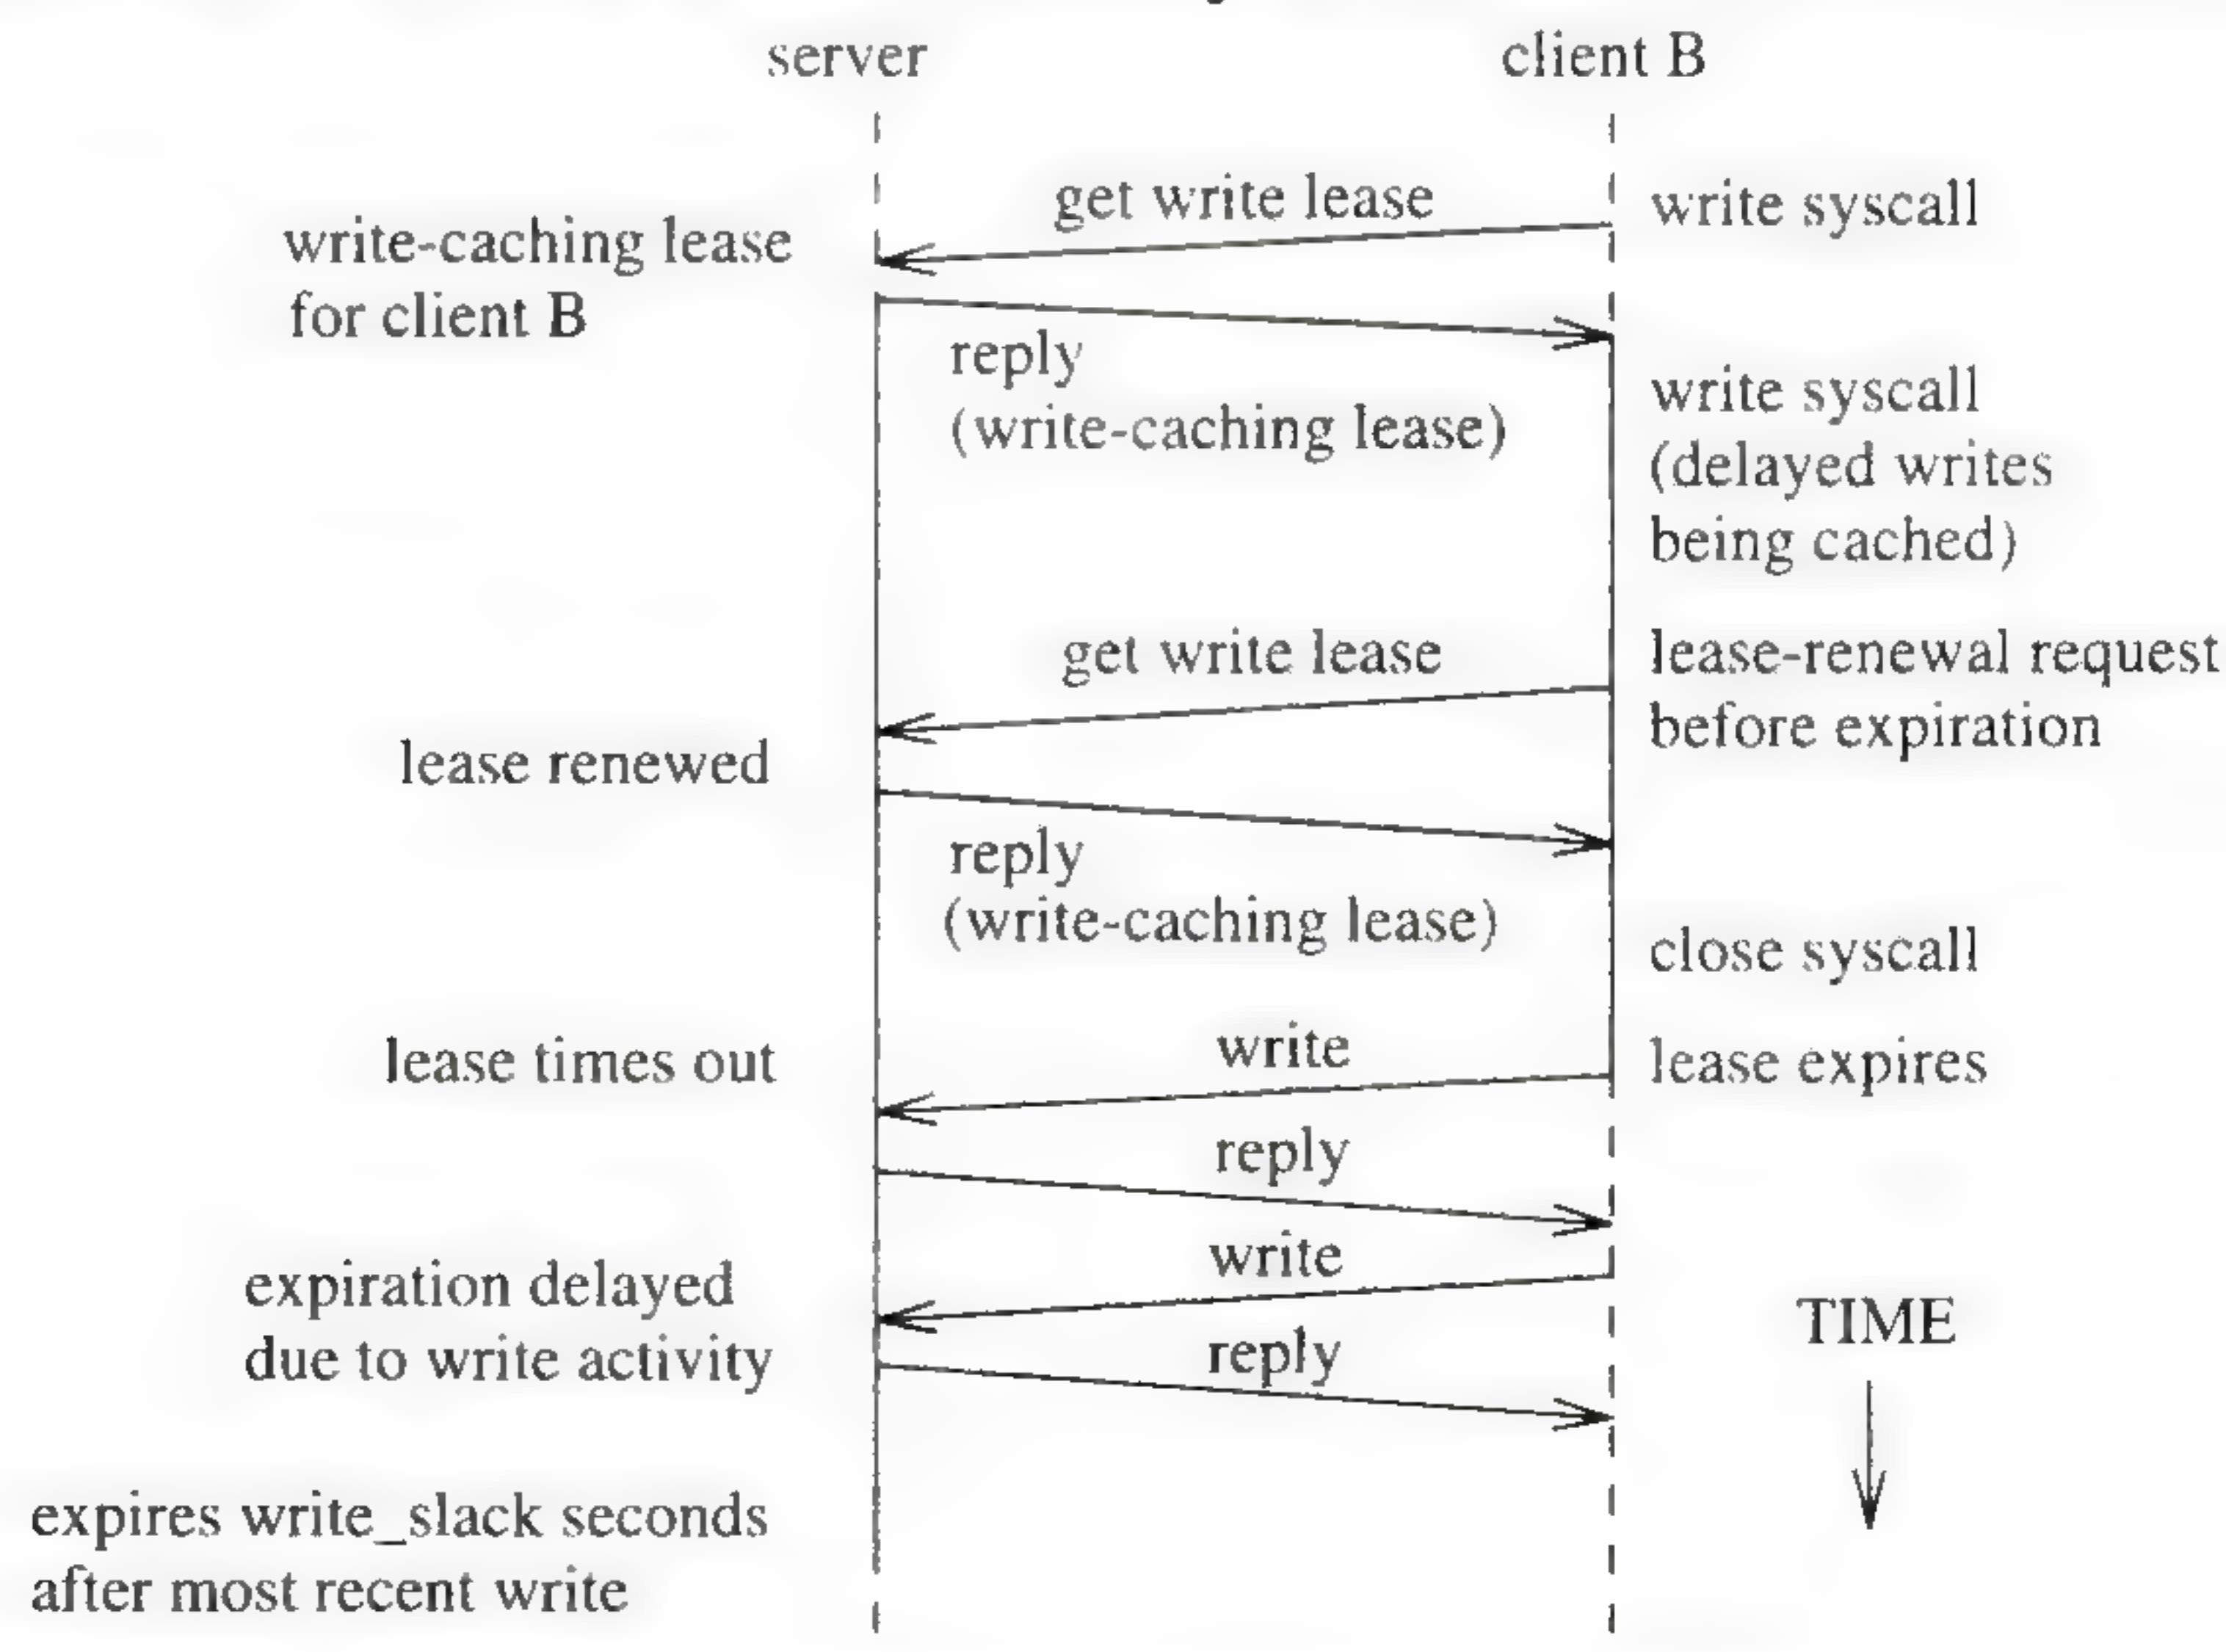 server
client B
get write lease
write syscall
write-caching lease
for client B
reply
(write-caching lease)
write syscall
(delayed writes
being cached)
get write lease
lease-renewal request
before expiration
lease renewed
reply
(write-caching lease)
close syscall
write
lease times out
lease expires
reply
write
expiration delayed
due to write activity
TIME
reply
expires write_slack seconds
after most recent write